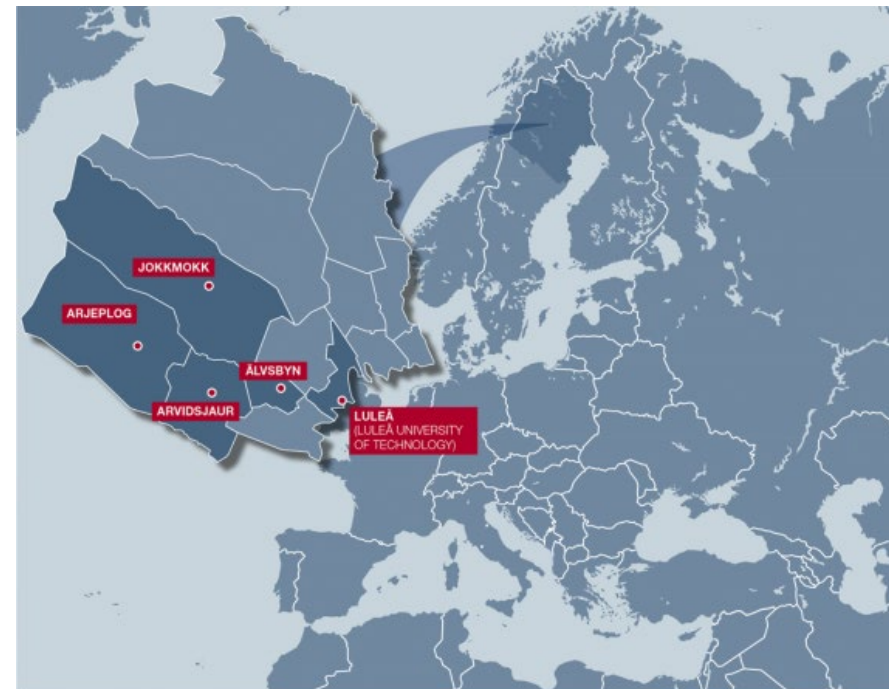 JOKKMOKK
ARJEPLOG
ÄLVSBYN
ARVIDSJAUR
LULEÅ
(LULEÅ UNIVERSITY
OF TECHNOLOGY)